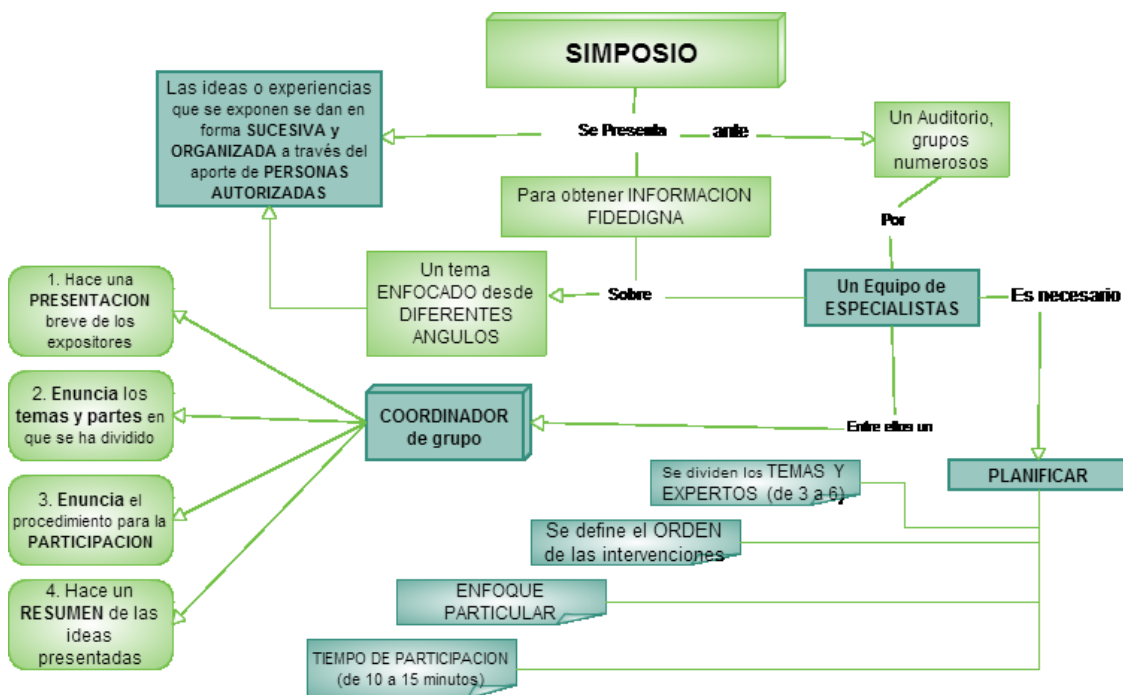 SIMPOSIO
Las ideas o experiencias
que se exponen se dan en
forma SUCESIVA y
ORGANIZADA a través del
aporte de PERSONAS
AUTORIZADAS
Se Presenta
ante
Un Auditorio,
grupos
numerosos
Para obtener INFORMACION
FIDEDIGNA
Por
Un tema
ENFOCADO desde
DIFERENTES
ANGULOS
Sobre
Un Equipo de
ESPECIALISTAS
Es necesario
1. Hace una
PRESENTACION
breve de los
expositores
2. Enuncia los
temas y partes en
que se ha dividido
3. Enuncia el
procedimiento para la
PARTICIPACION
4. Hace un
RESUMEN de las
ideas
presentadas
COORDINADOR
de grupo
Entre ellos un
PLANIFICAR
Se dividen los TEMAS Y
EXPERTOS (de 3 a 6)
Se define el ORDEN
de las intervenciones
ENFOQUE
PARTICULAR
TIEMPO DE PARTICIPACION
(de 10 a 15 minutos)